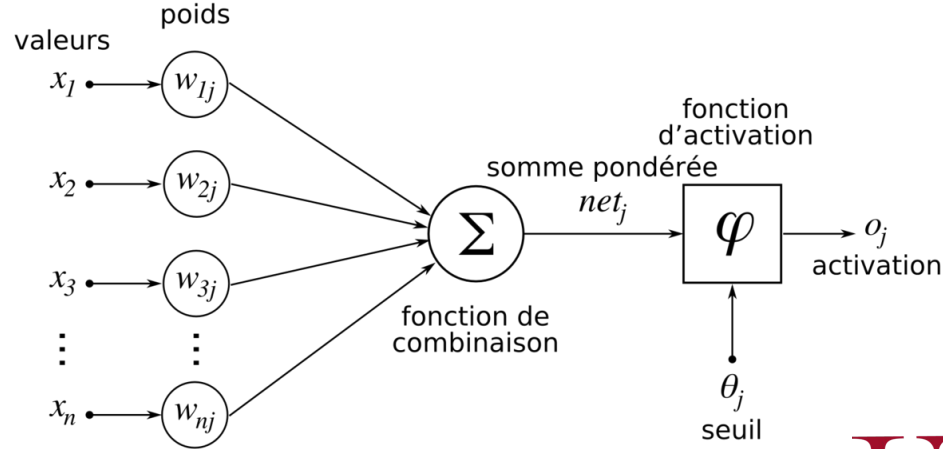 poids
valeurs
x1 w1j
fonction
d'activation
x2 w2j
somme pondérée
netj
Σ φ oj
activation
x3 w3j
fonction de
combinaison
⋮ ⋮
θj
xn wnj
seuil